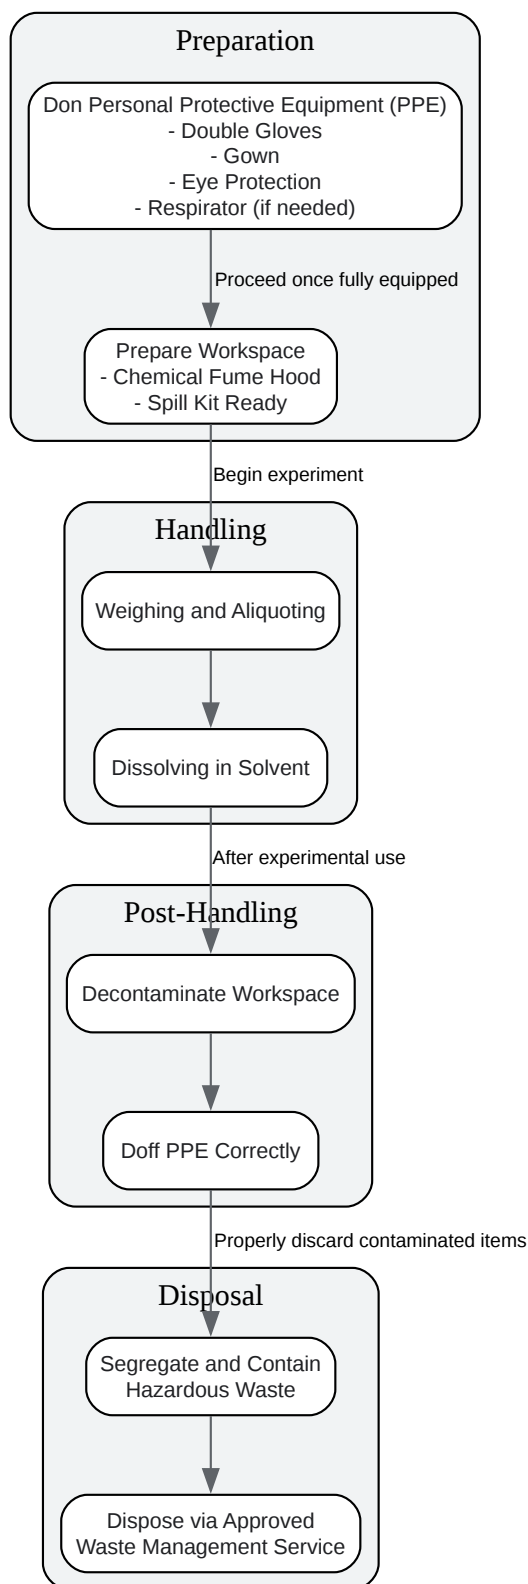 Preparation
Don Personal Protective Equipment (PPE)
- Double Gloves
- Gown
- Eye Protection
- Respirator (if needed)
Proceed once fully equipped
Prepare Workspace
- Chemical Fume Hood
- Spill Kit Ready
Begin experiment
Handling
Weighing and Aliquoting
Dissolving in Solvent
After experimental use
Post-Handling
Decontaminate Workspace
Doff PPE Correctly
Properly discard contaminated items
Disposal
Segregate and Contain
Hazardous Waste
Dispose via Approved
Waste Management Service